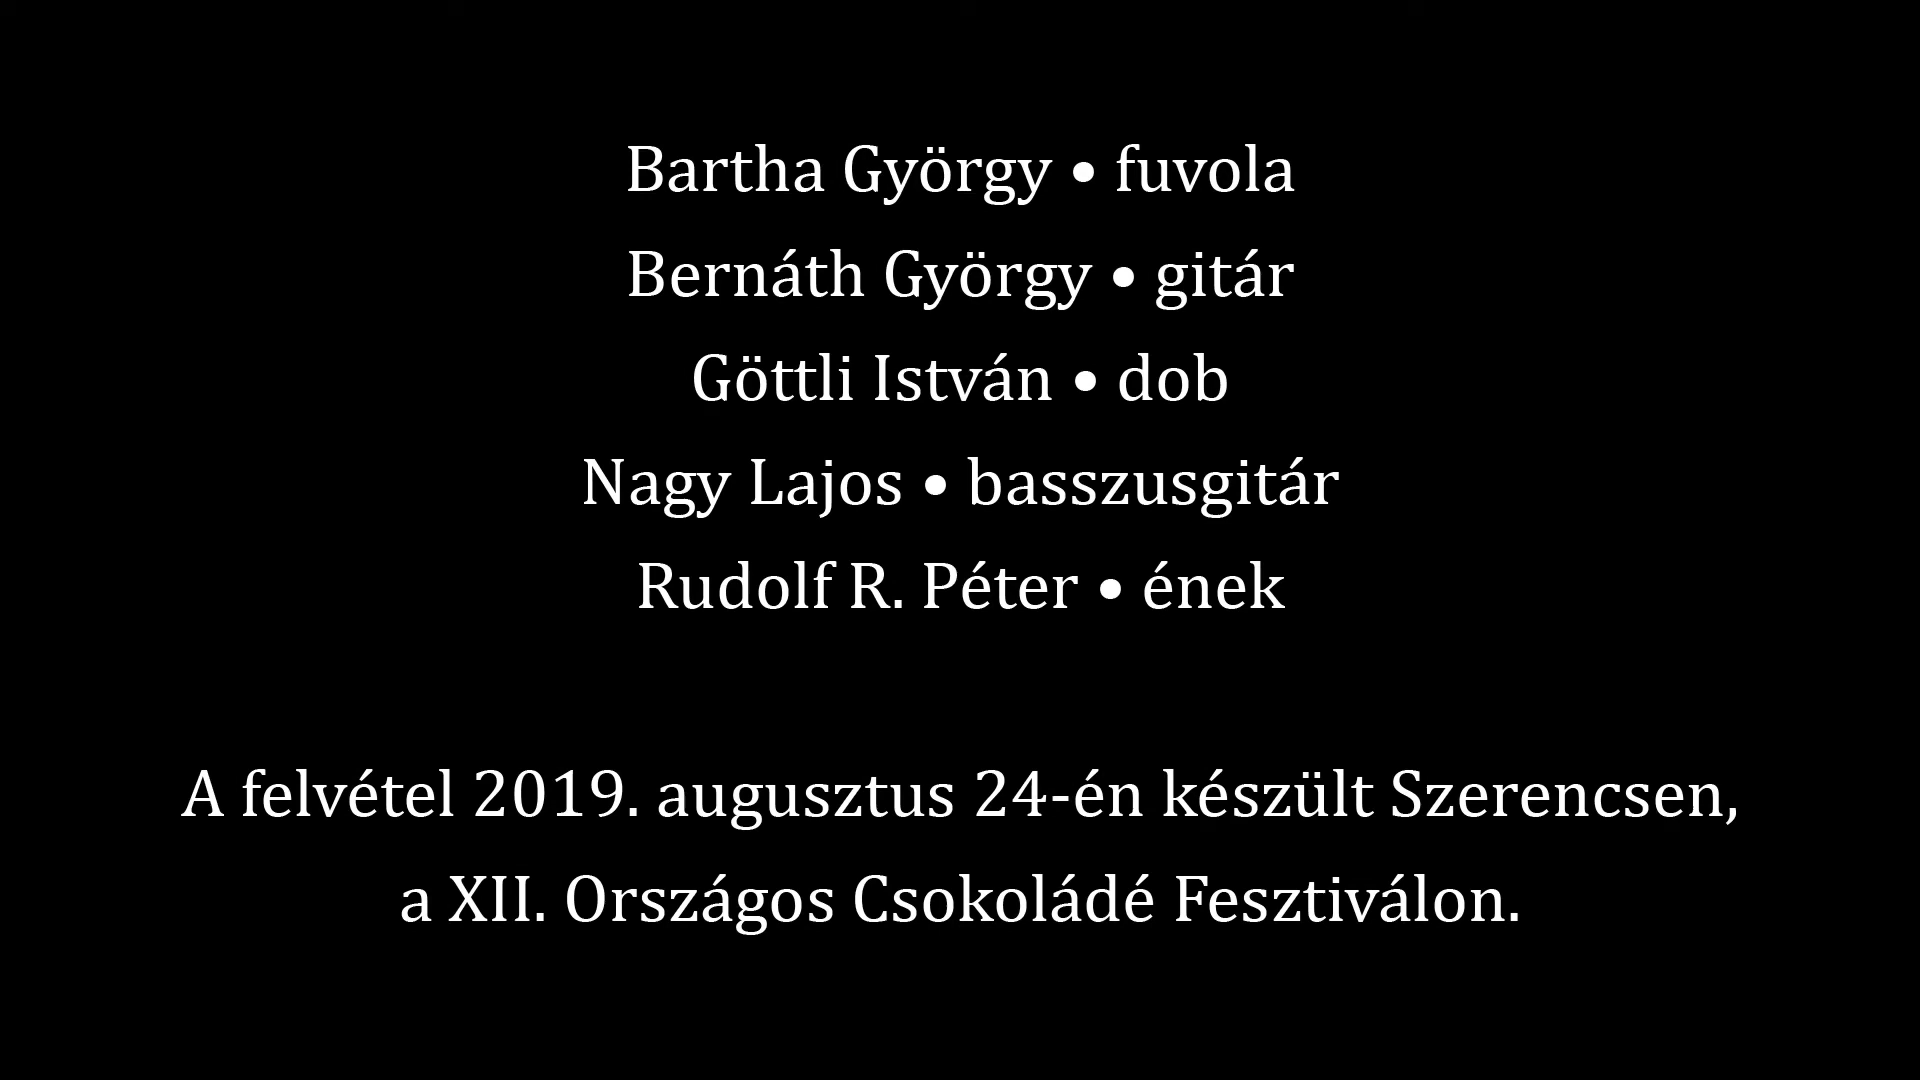 Bartha György • fuvola
Bernáth György • gitár
Göttli István • dob
Nagy Lajos • basszusgitár
Rudolf R. Péter • ének
A felvétel 2019. augusztus 24-én készült Szerencsen,
a XII. Országos Csokoládé Fesztiválon.